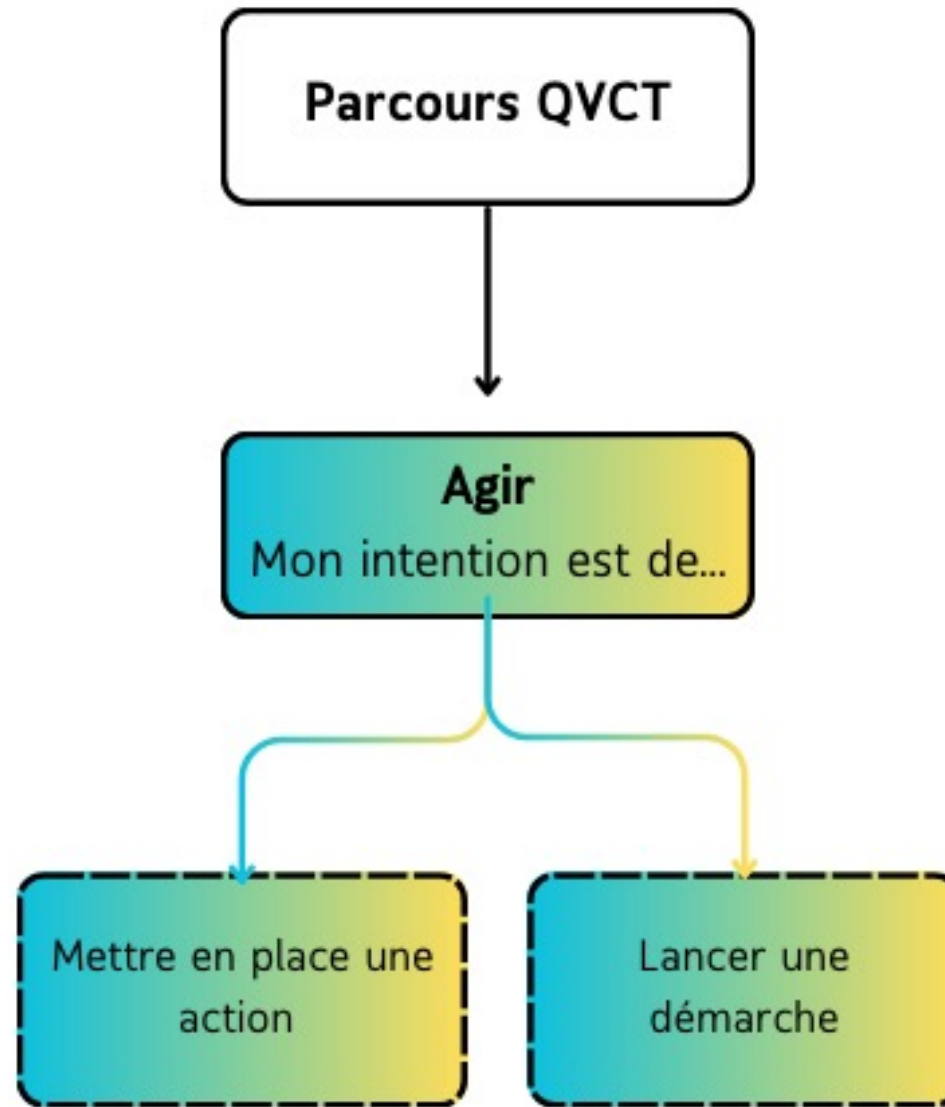 Parcours QVCT
Agir
Mon intention est de...
Mettre en place une
action
Lancer une
démarche